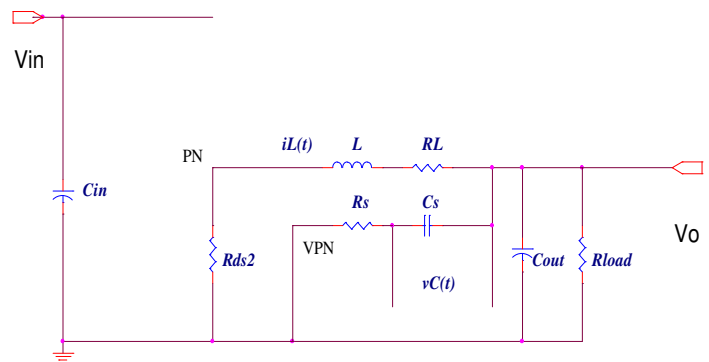 Vin
iL(t) L RL
PN
Cin
Rs Cs
VPN
Rds2
vC(t)
Cout Rload
Vo